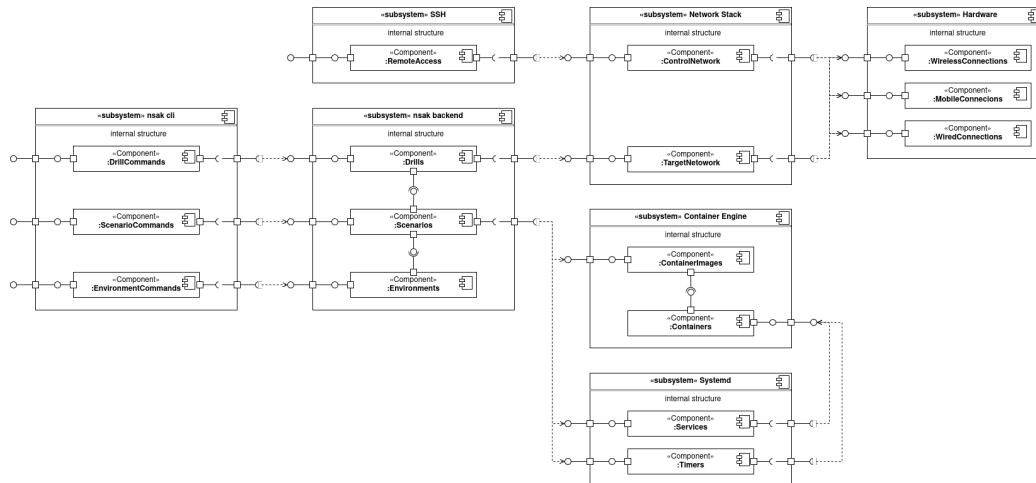 «subsystem» SSH
internal structure
«Component»
:RemoteAccess
«subsystem» Network Stack
internal structure
«Component»
:ControlNetwork
«Component»
:TargetNetowork
«subsystem» Hardware
internal structure
«Component»
:WirelessConnections
«Component»
:MobileConnecions
«Component»
:WiredConnections
«subsystem» nsak cli
internal structure
«Component»
:DrillCommands
«Component»
:ScenarioCommands
«Component»
:EnvironmentCommands
«subsystem» nsak backend
internal structure
«Component»
:Drills
«Component»
:Scenarios
«Component»
:Environments
«subsystem» Container Engine
internal structure
«Component»
:ContainerImages
«Component»
:Containers
«subsystem» Systemd
internal structure
«Component»
:Services
«Component»
:Timers